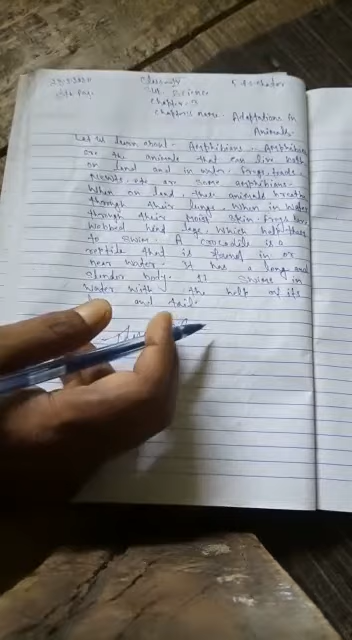 Class-IV
Sub. Science
Chapter-3
Chapter's name. Adaptations in
Animals.
Let us learn about - Amphibians. Amphibians
are the animals that can live both
on land and in water. Frogs, toads.
etc are some amphibians.
When on land, these animals breathe
through their lungs. When in water
through their moist skin. Frogs have
webbed hind legs. Which help them
to swim. A crocodile is a
reptile that is found in or
near water. It has a long and
slender body. It swims in
water with the help of its
and tail.